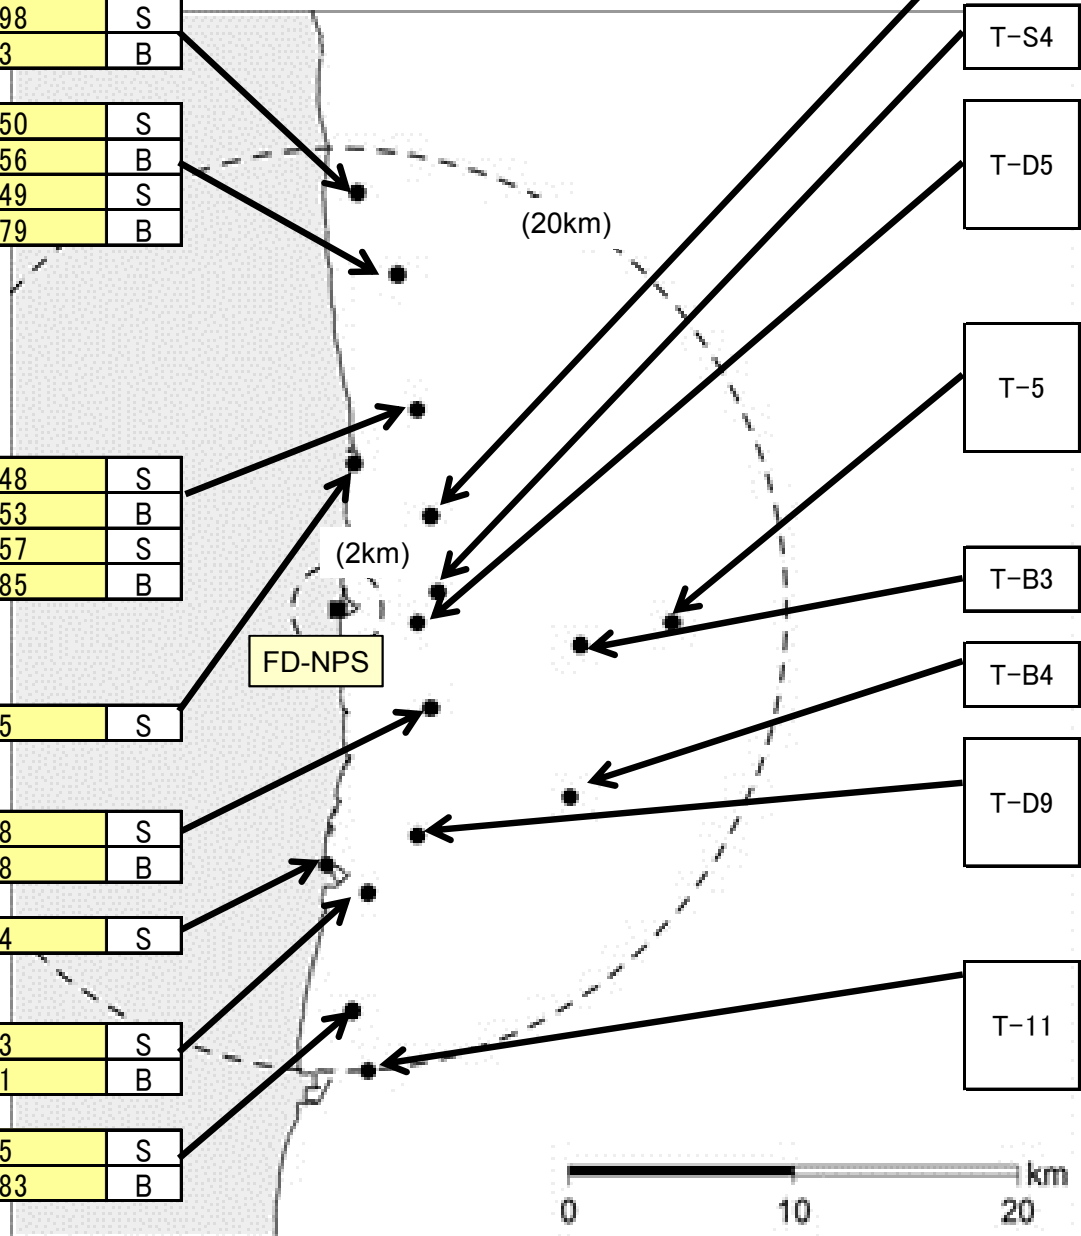 98 S
3 B
T-S4
50 S
56 B
49 S
79 B
T-D5
(20km)
T-5
48 S
53 B
57 S
85 B
(2km)
T-B3
FD-NPS
T-B4
5 S
T-D9
8 S
8 B
4 S
3 S
1 B
T-11
5 S
83 B
km
0 10 20